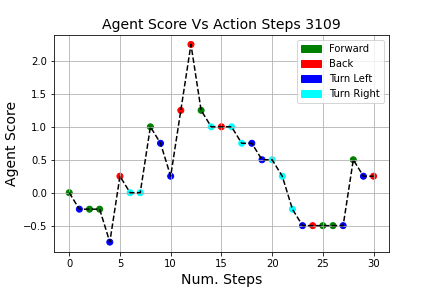 Agent Score Vs Action Steps 3109
Forward
Back
Turn Left
Turn Right
Agent Score
2.0
1.5
1.0
0.5
0.0
−0.5
0 5 10 15 20 25 30
Num. Steps